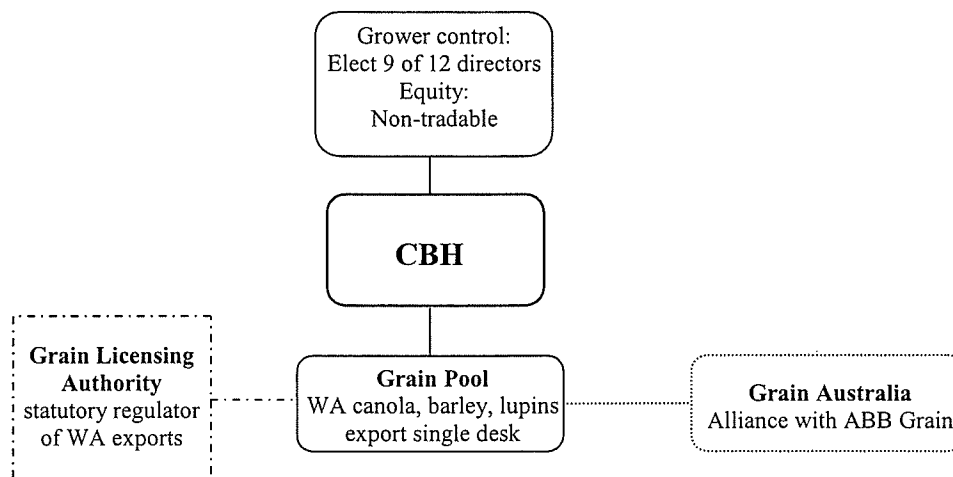 Grower control:
Elect 9 of 12 directors
Equity:
Non-tradable
CBH
Grain Licensing
Authority
statutory regulator
of WA exports
Grain Pool
WA canola, barley, lupins
export single desk
Grain Australia
Alliance with ABB Grain